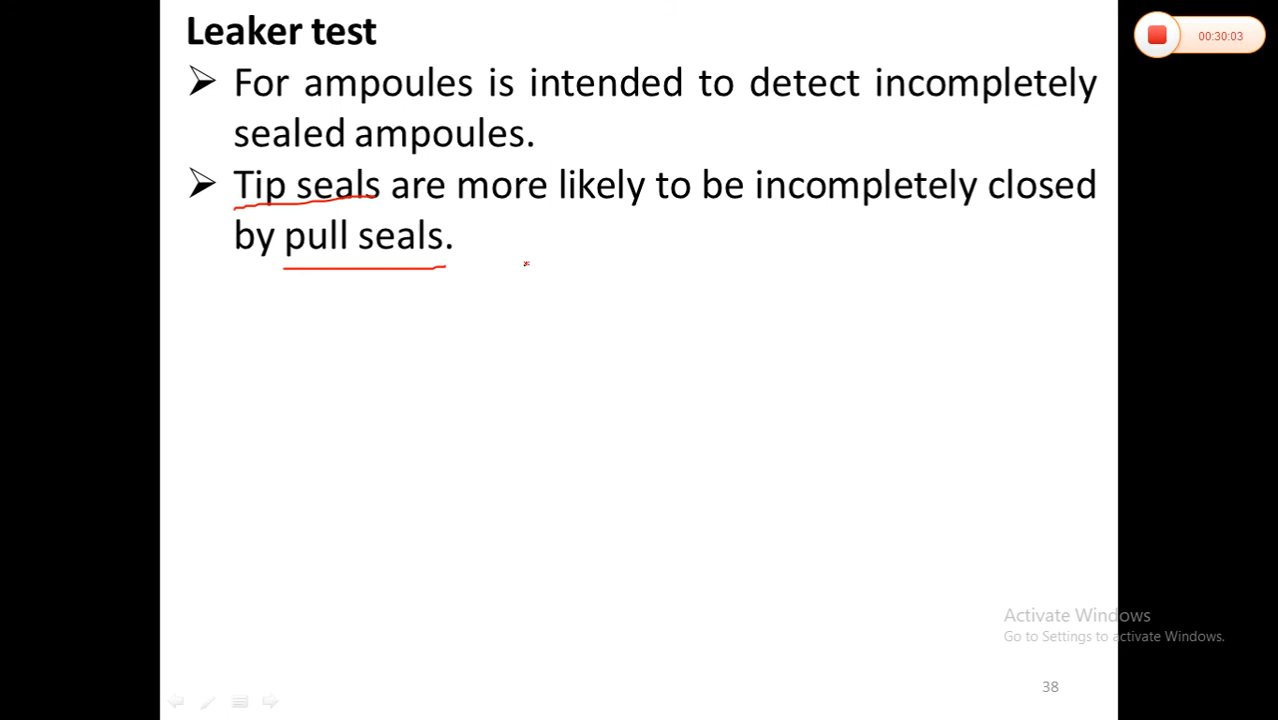 Leaker test
00:30:03
➤ For ampoules is intended to detect incompletely
sealed ampoules.
➤ Tip seals are more likely to be incompletely closed
by pull seals.
Activate Windows
Go to Settings to activate Windows.
38